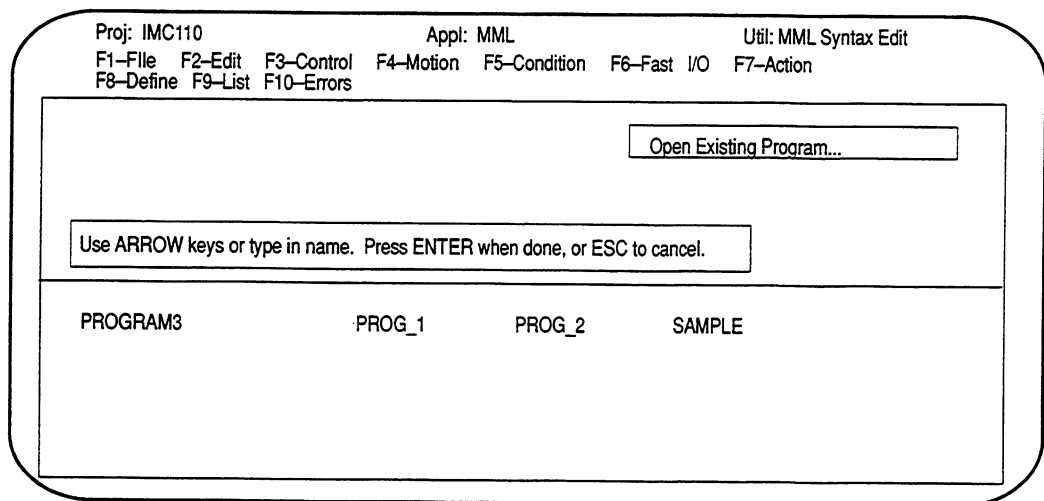 Proj: IMC110 Appl: MML Util: MML Syntax Edit
F1–FIle F2–Edit F3–Control F4–Motion F5–Condition F6–Fast I/O F7–Action
F8–Define F9–List F10–Errors
Open Existing Program...
Use ARROW keys or type in name. Press ENTER when done, or ESC to cancel.
PROGRAM3 PROG_1 PROG_2 SAMPLE